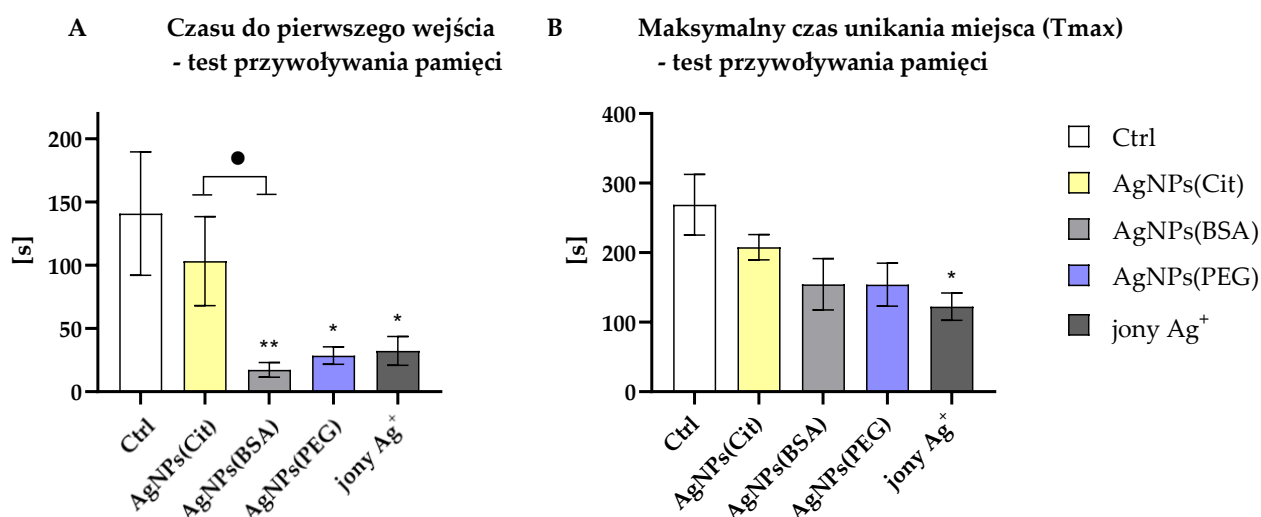 A
Czasu do pierwszego wejścia
- test przywoływania pamięci
B
Maksymalny czas unikania miejsca (Tmax)
- test przywoływania pamięci
[s]
200
150
100
50
0
●
**
*
*
Ctrl
AgNPs(Cit)
AgNPs(BSA)
AgNPs(PEG)
jony Ag⁺
[s]
400
300
200
100
0
*
Ctrl
AgNPs(Cit)
AgNPs(BSA)
AgNPs(PEG)
jony Ag⁺
Ctrl
AgNPs(Cit)
AgNPs(BSA)
AgNPs(PEG)
jony Ag⁺